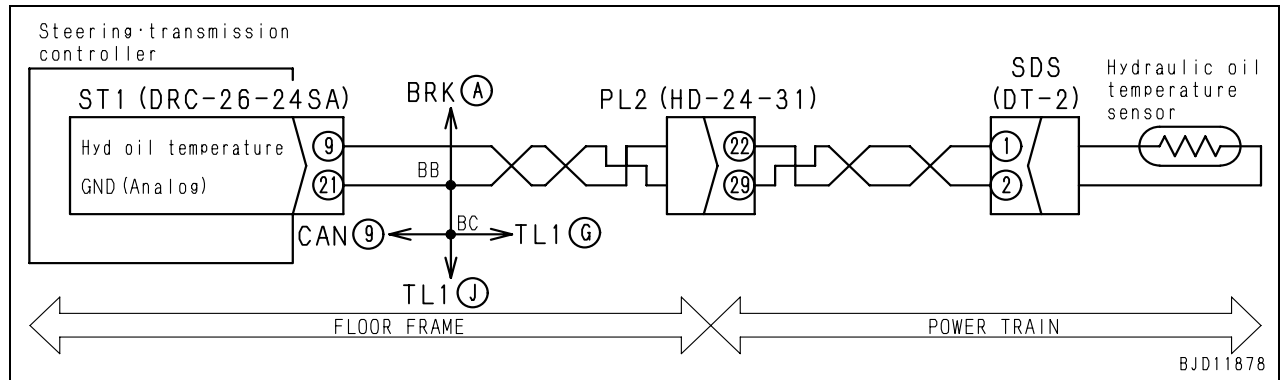 Steering·transmission
controller
ST1 (DRC-26-24SA)
Hyd oil temperature 9
GND (Analog) 21
BRK A
BB
BC
CAN 9
TL1 G
TL1 J
PL2 (HD-24-31)
22
29
SDS
(DT-2)
1
2
Hydraulic oil
temperature
sensor
FLOOR FRAME
POWER TRAIN
BJD11878